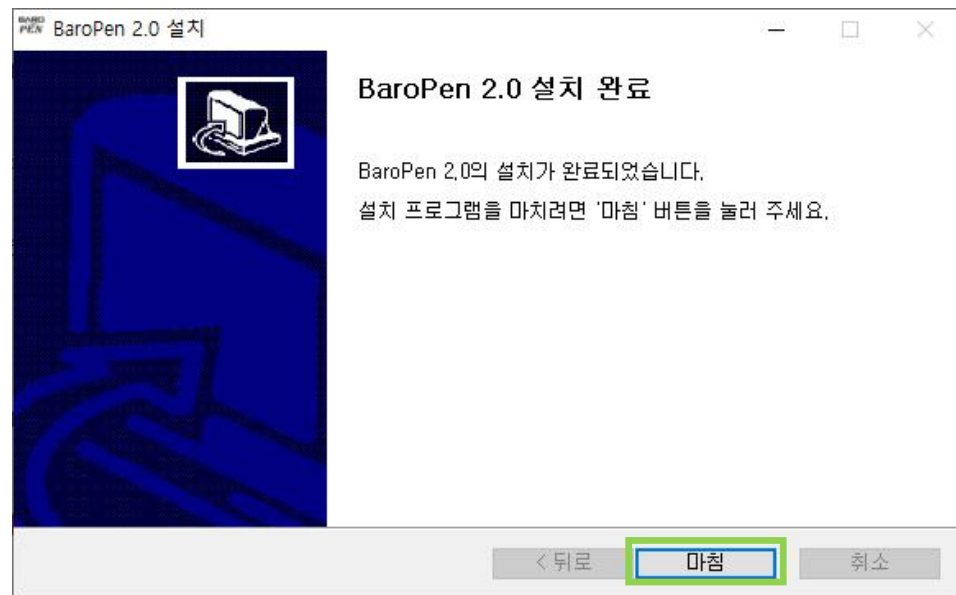 BARO PEN BaroPen 2.0 설치
BaroPen 2.0 설치 완료
BaroPen 2.0의 설치가 완료되었습니다.
설치 프로그램을 마치려면 '마침' 버튼을 눌러 주세요.
< 뒤로 마침 취소